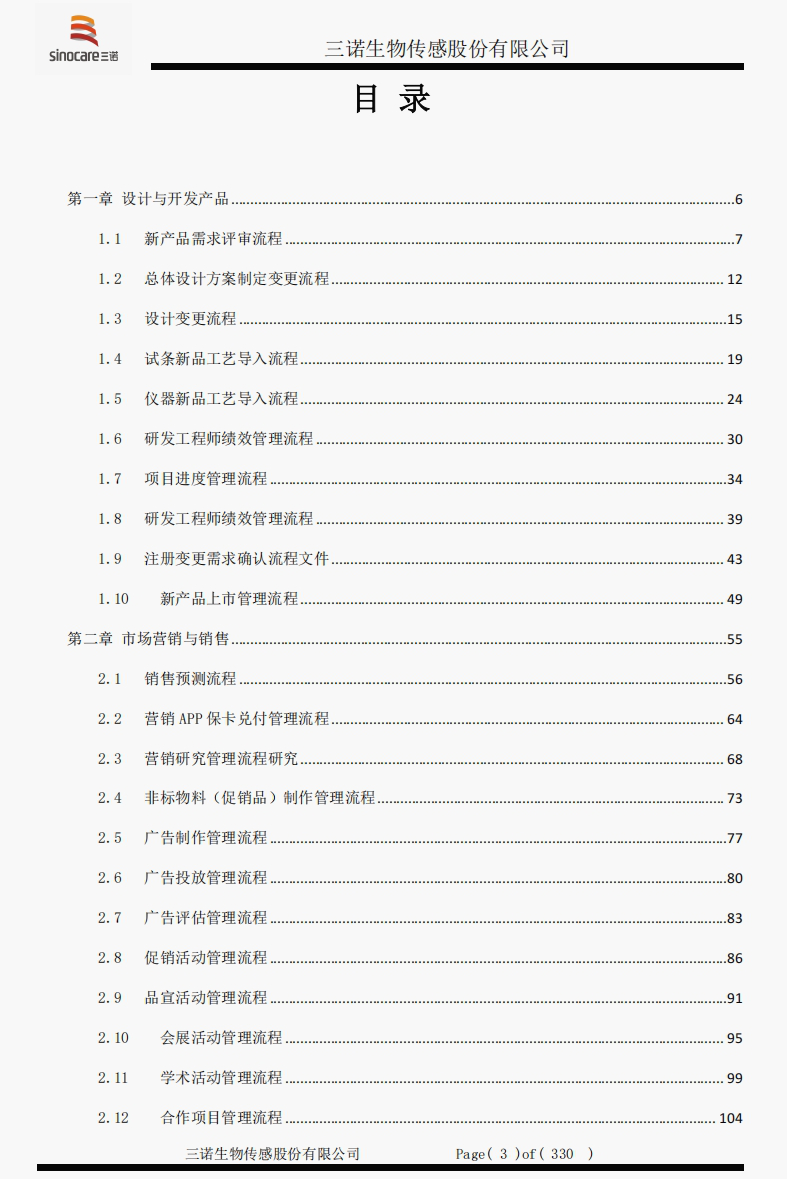 sinocare三诺
三诺生物传感股份有限公司
目 录
第一章 设计与开发产品........................6
1.1 新产品需求评审流程........................7
1.2 总体设计方案制定变更流程........................12
1.3 设计变更流程........................15
1.4 试条新品工艺导入流程........................19
1.5 仪器新品工艺导入流程........................24
1.6 研发工程师绩效管理流程........................30
1.7 项目进度管理流程........................34
1.8 研发工程师绩效管理流程........................39
1.9 注册变更需求确认流程文件........................43
1.10 新产品上市管理流程........................49
第二章 市场营销与销售........................55
2.1 销售预测流程........................56
2.2 营销 APP 保卡兑付管理流程........................64
2.3 营销研究管理流程研究........................68
2.4 非标物料（促销品）制作管理流程........................73
2.5 广告制作管理流程........................77
2.6 广告投放管理流程........................80
2.7 广告评估管理流程........................83
2.8 促销活动管理流程........................86
2.9 品宣活动管理流程........................91
2.10 会展活动管理流程........................95
2.11 学术活动管理流程........................99
2.12 合作项目管理流程........................104
三诺生物传感股份有限公司 Page( 3 )of( 330 )